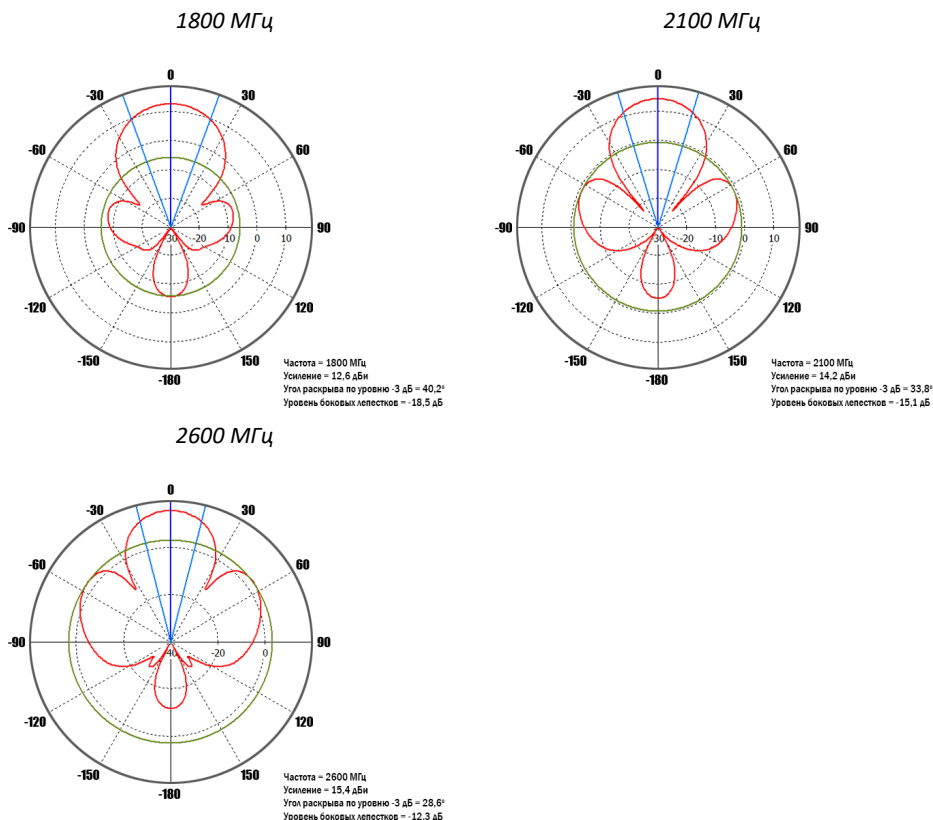 1800 МГц
0
-30 30
-60 60
-90 -30 -20 -10 0 10 90
-120 120
-150 150
-180
Частота = 1800 МГц
Усиление = 12,6 дБи
Угол раскрыва по уровню -3 дБ = 40,2°
Уровень боковых лепестков = -18,5 дБ
2100 МГц
0
-30 30
-60 60
-90 -30 -20 -10 0 10 90
-120 120
-150 150
-180
Частота = 2100 МГц
Усиление = 14,2 дБи
Угол раскрыва по уровню -3 дБ = 33,8°
Уровень боковых лепестков = -15,1 дБ
2600 МГц
0
-30 30
-60 60
-90 -40 -20 0 90
-120 120
-150 150
-180
Частота = 2600 МГц
Усиление = 15,4 дБи
Угол раскрыва по уровню -3 дБ = 28,6°
Уровень боковых лепестков = -12,3 дБ